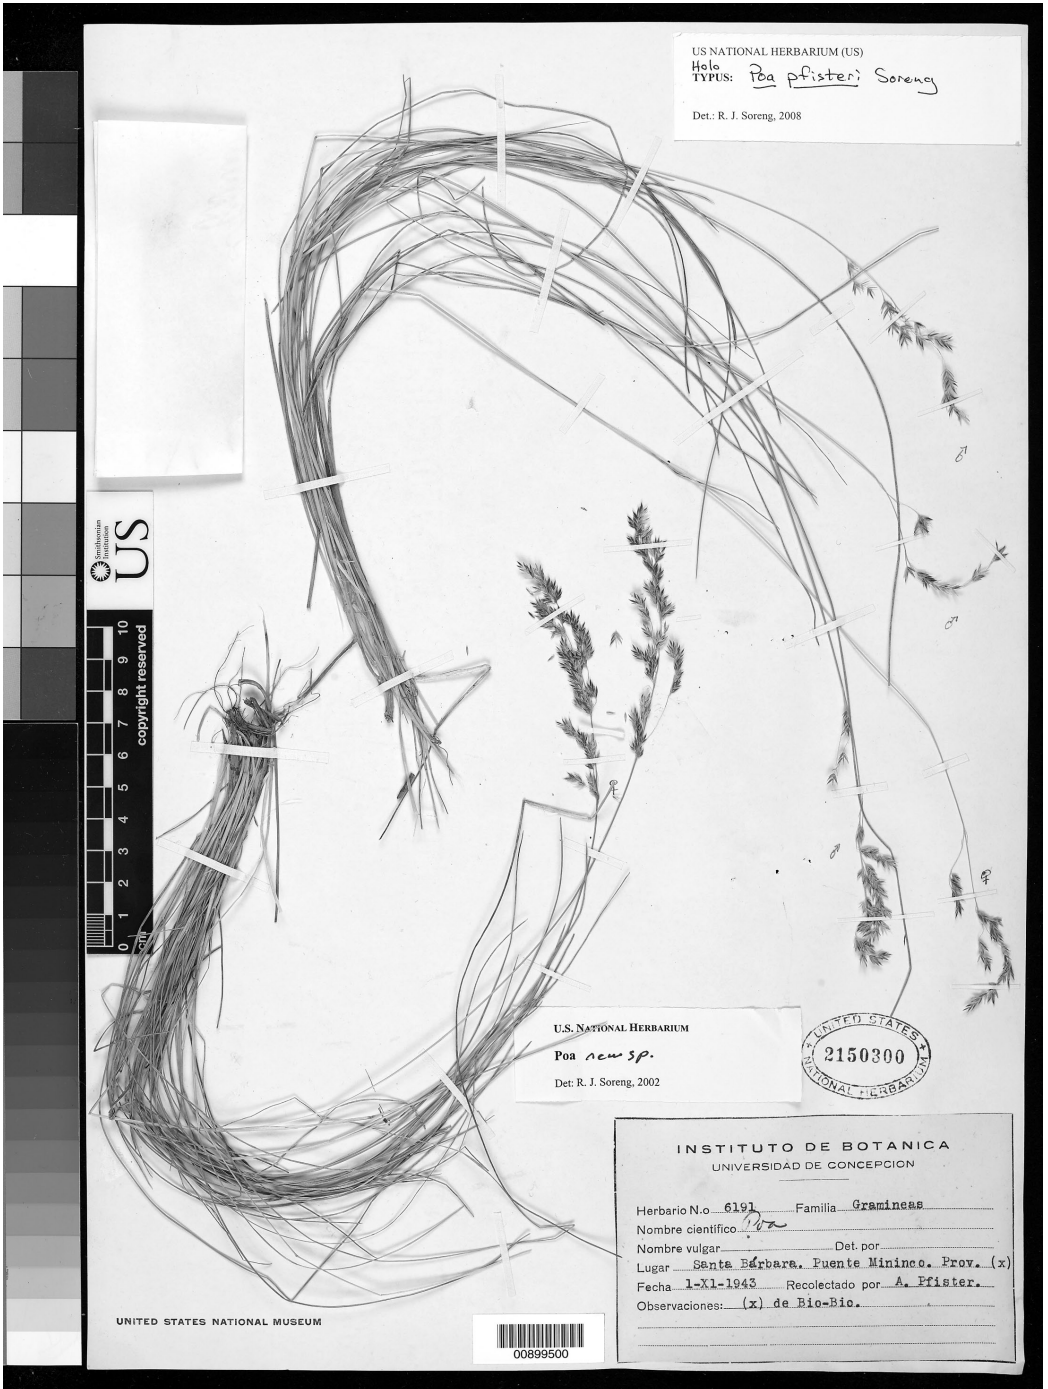 US NATIONAL HERBARIUM (US)
Holo
TYPUS: Poa pfisteri Soreng
Det.: R. J. Soreng, 2008
Smithsonian
Institution
US
10
9
8
7
6
5
4
3
2
1
0
cm
copyright reserved
♂
♂
♀
♂
♀
U.S. NATIONAL HERBARIUM
Poa new sp.
Det: R. J. Soreng, 2002
UNITED STATES
2150300
NATIONAL HERBARIUM
INSTITUTO DE BOTANICA
UNIVERSIDAD DE CONCEPCION
Herbario N.o 6191 Familia Gramineas
Nombre científico Poa
Nombre vulgar Det. por
Lugar Santa Bárbara. Puente Mininco. Prov. (x)
Fecha 1-XI-1943 Recolectado por A. Pfister.
Observaciones: (x) de Bio-Bio.
UNITED STATES NATIONAL MUSEUM
00899500